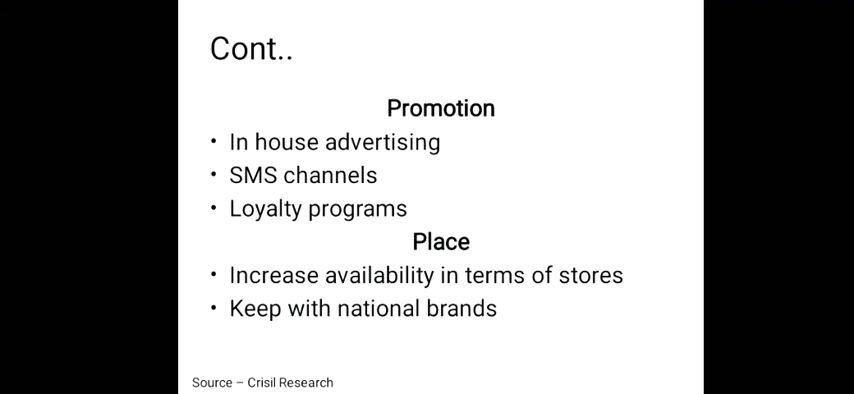 Cont..
Promotion
• In house advertising
• SMS channels
• Loyalty programs
Place
• Increase availability in terms of stores
• Keep with national brands
Source – Crisil Research